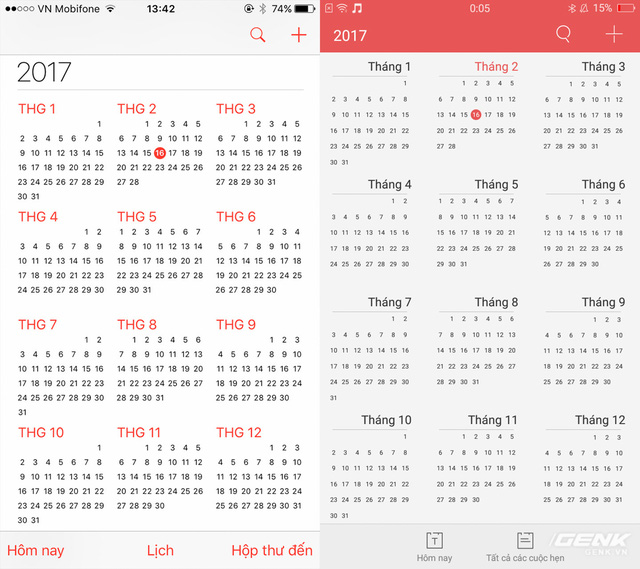 ●●○○○ VN Mobifone 13:42 74%
2017
THG 1
1
2 3 4 5 6 7 8
9 10 11 12 13 14 15
16 17 18 19 20 21 22
23 24 25 26 27 28 29
30 31
THG 2
1 2 3 4 5
6 7 8 9 10 11 12
13 14 15 16 17 18 19
20 21 22 23 24 25 26
27 28
THG 3
1 2 3 4 5
6 7 8 9 10 11 12
13 14 15 16 17 18 19
20 21 22 23 24 25 26
27 28 29 30 31
THG 4
1 2
3 4 5 6 7 8 9
10 11 12 13 14 15 16
17 18 19 20 21 22 23
24 25 26 27 28 29 30
THG 5
1 2 3 4 5 6 7
8 9 10 11 12 13 14
15 16 17 18 19 20 21
22 23 24 25 26 27 28
29 30 31
THG 6
1 2 3 4
5 6 7 8 9 10 11
12 13 14 15 16 17 18
19 20 21 22 23 24 25
26 27 28 29 30
THG 7
1 2
3 4 5 6 7 8 9
10 11 12 13 14 15 16
17 18 19 20 21 22 23
24 25 26 27 28 29 30
31
THG 8
1 2 3 4 5 6
7 8 9 10 11 12 13
14 15 16 17 18 19 20
21 22 23 24 25 26 27
28 29 30 31
THG 9
1 2 3
4 5 6 7 8 9 10
11 12 13 14 15 16 17
18 19 20 21 22 23 24
25 26 27 28 29 30
THG 10
1
2 3 4 5 6 7 8
9 10 11 12 13 14 15
16 17 18 19 20 21 22
23 24 25 26 27 28 29
30 31
THG 11
1 2 3 4 5
6 7 8 9 10 11 12
13 14 15 16 17 18 19
20 21 22 23 24 25 26
27 28 29 30
THG 12
1 2 3
4 5 6 7 8 9 10
11 12 13 14 15 16 17
18 19 20 21 22 23 24
25 26 27 28 29 30 31
Hôm nay Lịch Hộp thư đến
0:05 15%
2017
Tháng 1
1
2 3 4 5 6 7 8
9 10 11 12 13 14 15
16 17 18 19 20 21 22
23 24 25 26 27 28 29
30 31
Tháng 2
1 2 3 4 5
6 7 8 9 10 11 12
13 14 15 16 17 18 19
20 21 22 23 24 25 26
27 28
Tháng 3
1 2 3 4 5
6 7 8 9 10 11 12
13 14 15 16 17 18 19
20 21 22 23 24 25 26
27 28 29 30 31
Tháng 4
1 2
3 4 5 6 7 8 9
10 11 12 13 14 15 16
17 18 19 20 21 22 23
24 25 26 27 28 29 30
Tháng 5
1 2 3 4 5 6 7
8 9 10 11 12 13 14
15 16 17 18 19 20 21
22 23 24 25 26 27 28
29 30 31
Tháng 6
1 2 3 4
5 6 7 8 9 10 11
12 13 14 15 16 17 18
19 20 21 22 23 24 25
26 27 28 29 30
Tháng 7
1 2
3 4 5 6 7 8 9
10 11 12 13 14 15 16
17 18 19 20 21 22 23
24 25 26 27 28 29 30
31
Tháng 8
1 2 3 4 5 6
7 8 9 10 11 12 13
14 15 16 17 18 19 20
21 22 23 24 25 26 27
28 29 30 31
Tháng 9
1 2 3
4 5 6 7 8 9 10
11 12 13 14 15 16 17
18 19 20 21 22 23 24
25 26 27 28 29 30
Tháng 10
1
2 3 4 5 6 7 8
9 10 11 12 13 14 15
16 17 18 19 20 21 22
23 24 25 26 27 28 29
30 31
Tháng 11
1 2 3 4 5
6 7 8 9 10 11 12
13 14 15 16 17 18 19
20 21 22 23 24 25 26
27 28 29 30
Tháng 12
1 2 3
4 5 6 7 8 9 10
11 12 13 14 15 16 17
18 19 20 21 22 23 24
25 26 27 28 29 30 31
T
Hôm nay Tất cả các cuộc hẹn
GENK
GENK.VN